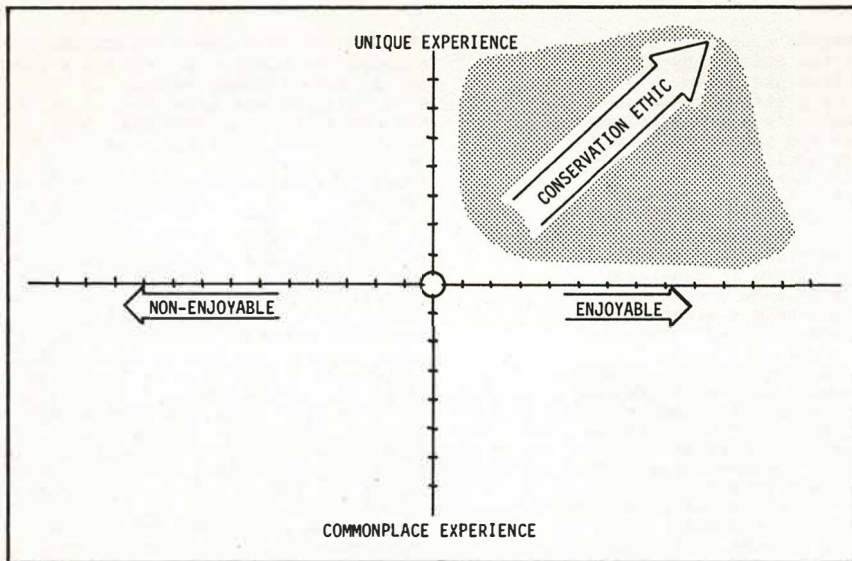 UNIQUE EXPERIENCE
CONSERVATION ETHIC
NON-ENJOYABLE
ENJOYABLE
COMMONPLACE EXPERIENCE